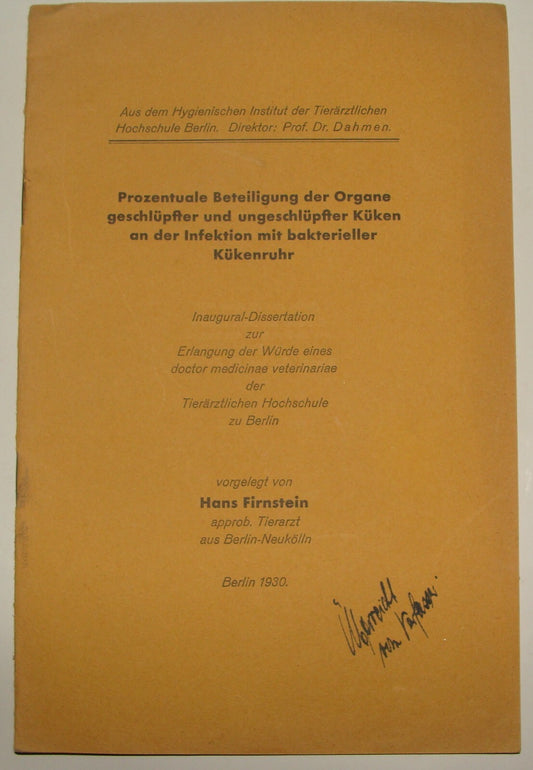 Aus dem Hygienischen Institut der Tierärztlichen
Hochschule Berlin. Direktor: Prof. Dr. Dahmen.
Prozentuale Beteiligung der Organe
geschlüpfter und ungeschlüpfter Küken
an der Infektion mit bakterieller
Kükenruhr
Inaugural-Dissertation
zur
Erlangung der Würde eines
doctor medicinae veterinariae
der
Tierärztlichen Hochschule
zu Berlin
vorgelegt von
Hans Firnstein
approb. Tierarzt
aus Berlin-Neukölln
Berlin 1930.
Überreicht
vom